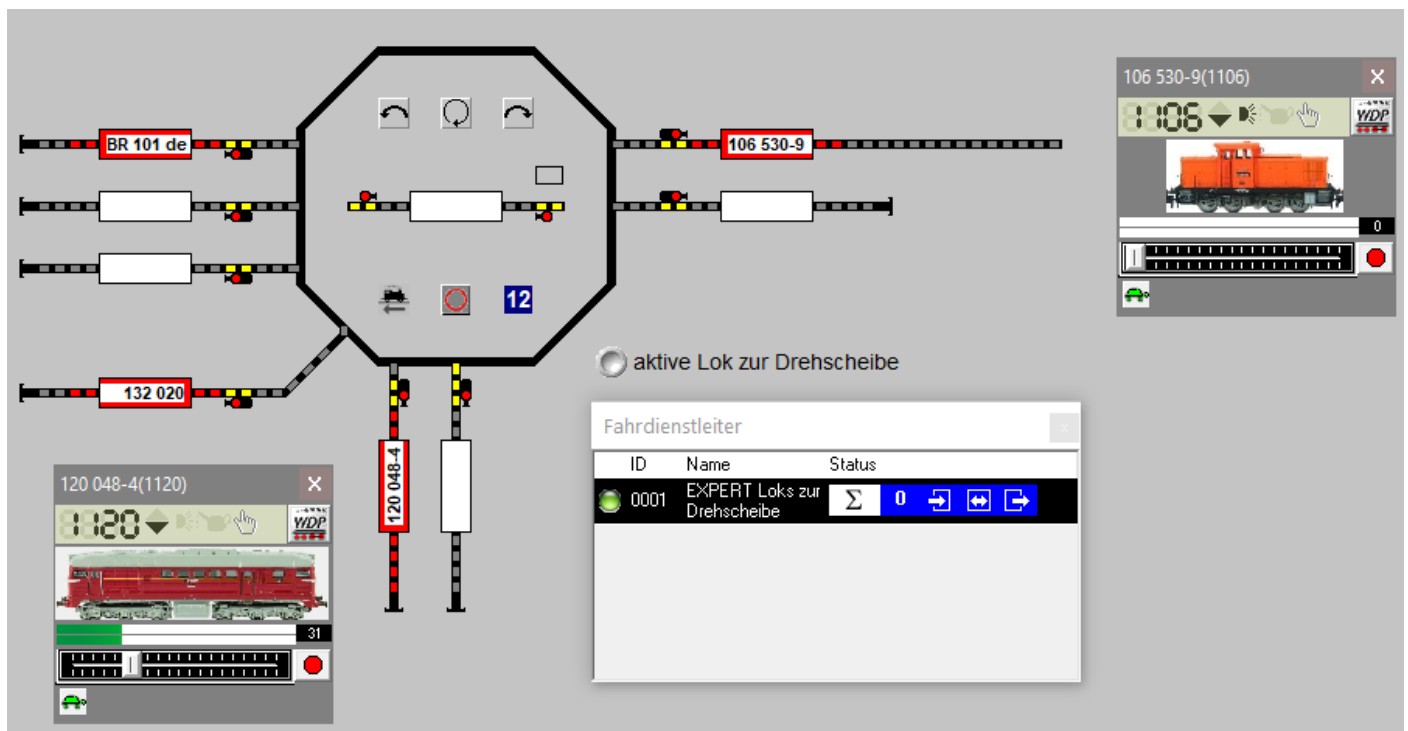 106 530-9(1106)
1106
WDP
0
BR 101 de
106 530-9
12
132 020
120 048-4
aktive Lok zur Drehscheibe
Fahrdienstleiter
ID Name Status
0001 EXPERT Loks zur Drehscheibe Σ 0
120 048-4(1120)
1120
WDP
31